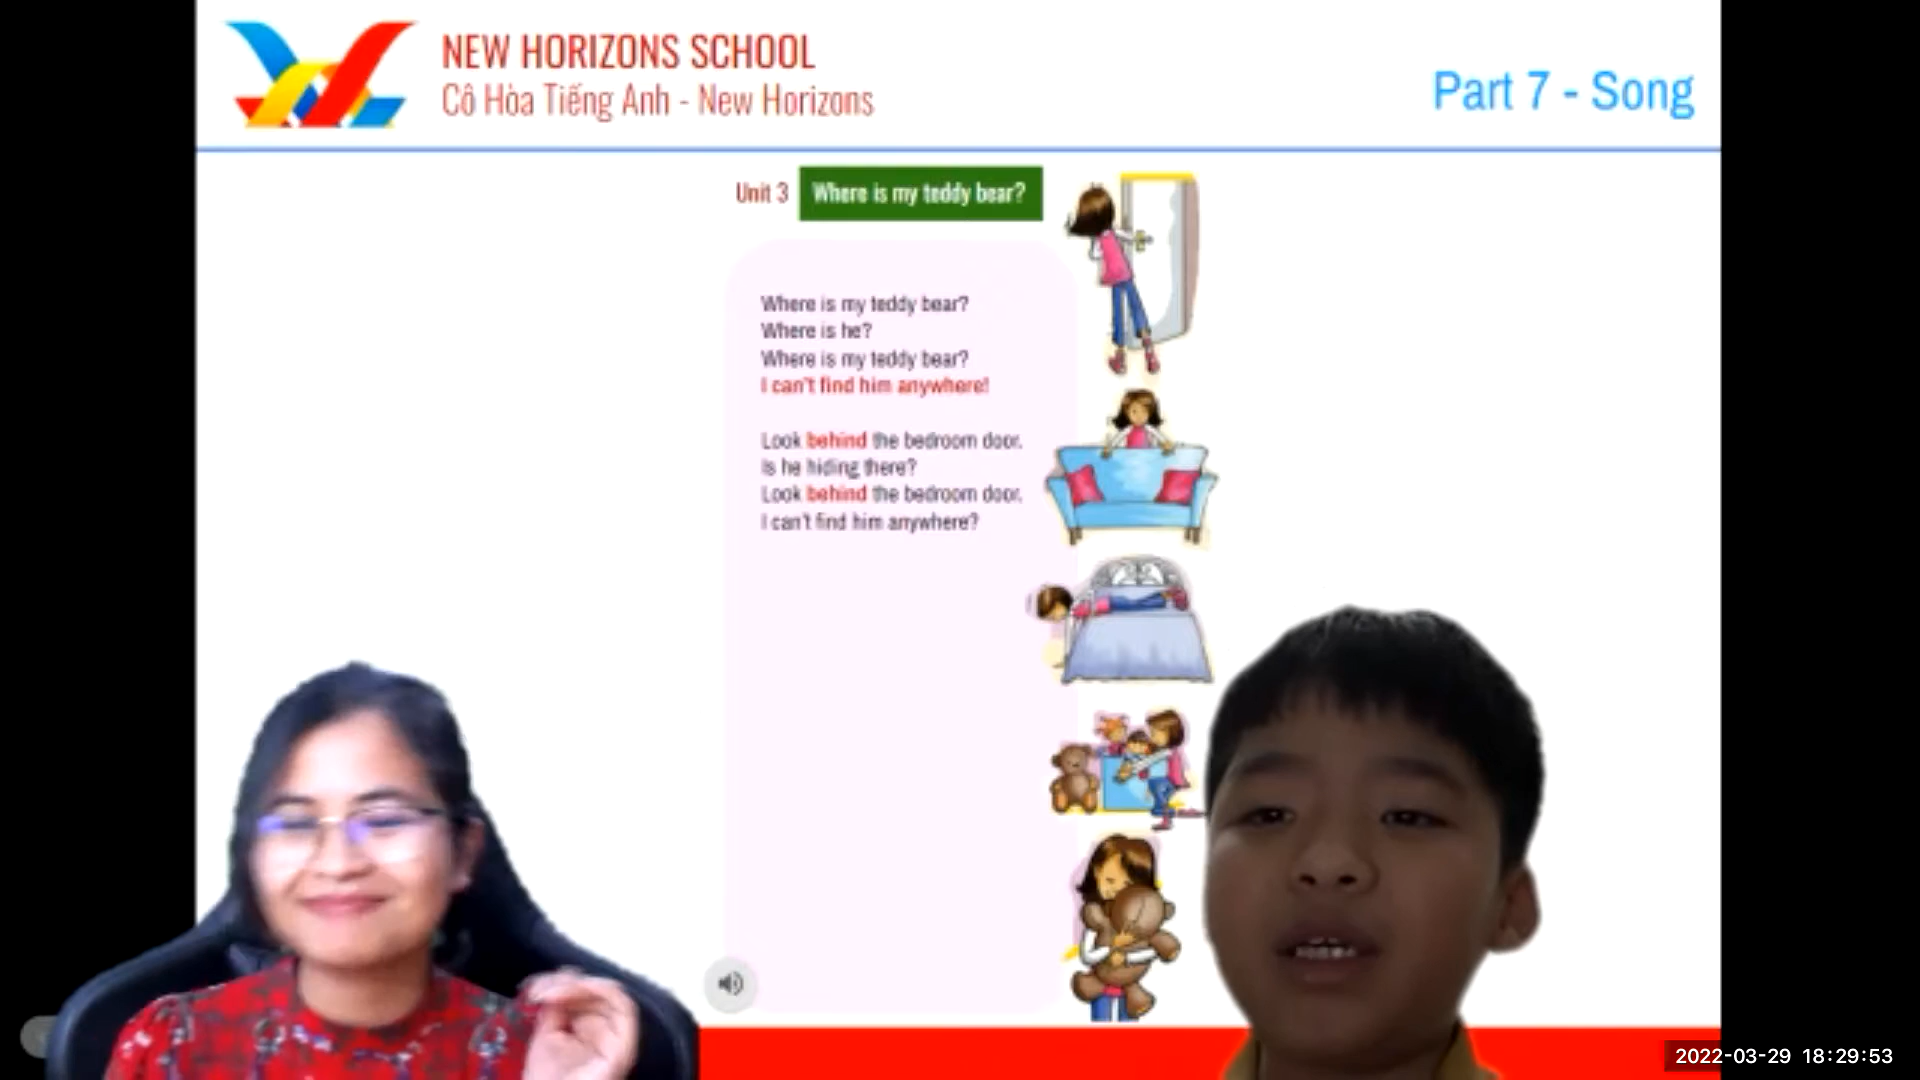 NEW HORIZONS SCHOOL
Cô Hòa Tiếng Anh - New Horizons
Part 7 - Song
Unit 3
Where is my teddy bear?
Where is my teddy bear?
Where is he?
Where is my teddy bear?
I can't find him anywhere!
Look behind the bedroom door.
Is he hiding there?
Look behind the bedroom door.
I can't find him anywhere?
2022-03-29 18:29:53